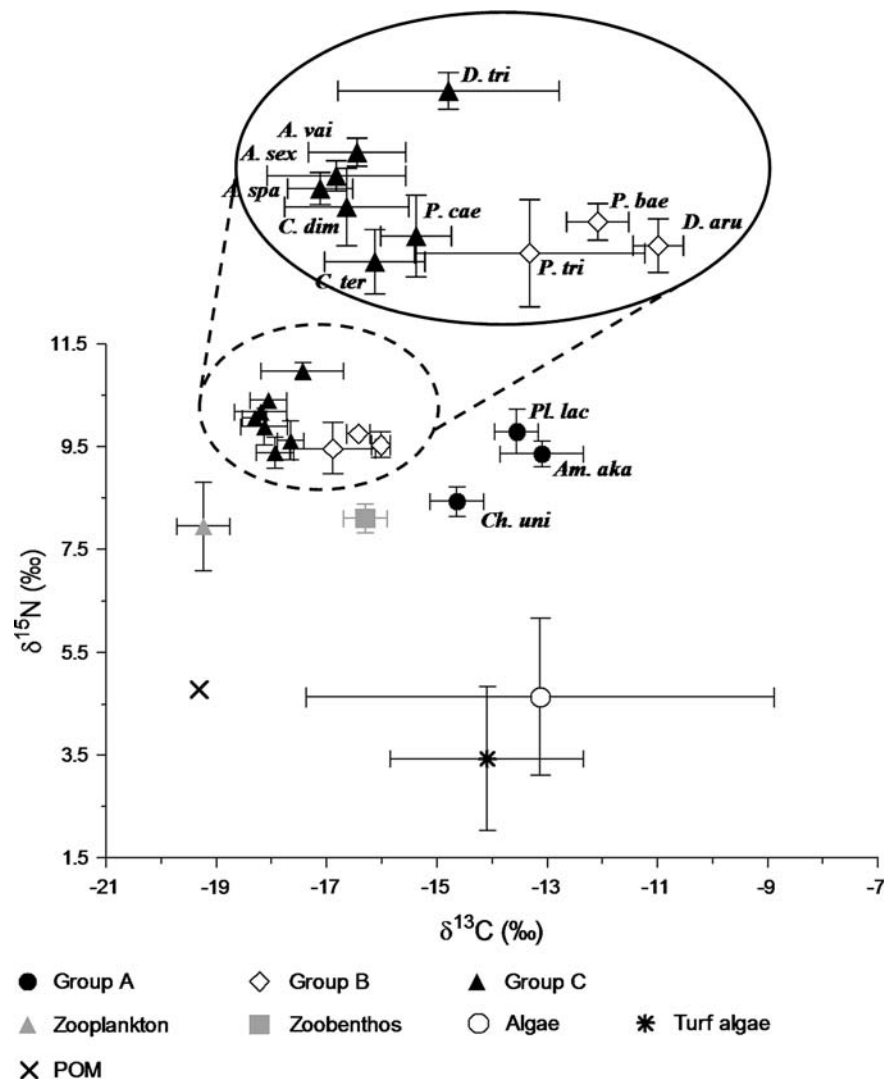 D. tri
A. vai
A. sex
A. spa
C. dim
P. cae
C. ter
P. tri
P. bae
D. aru
11.5
9.5
7.5
5.5
3.5
1.5
δ15N (‰)
Pl. lac
Am. aka
Ch. uni
-21 -19 -17 -15 -13 -11 -9 -7
δ13C (‰)
Group A Group B Group C
Zooplankton Zoobenthos Algae Turf algae
POM